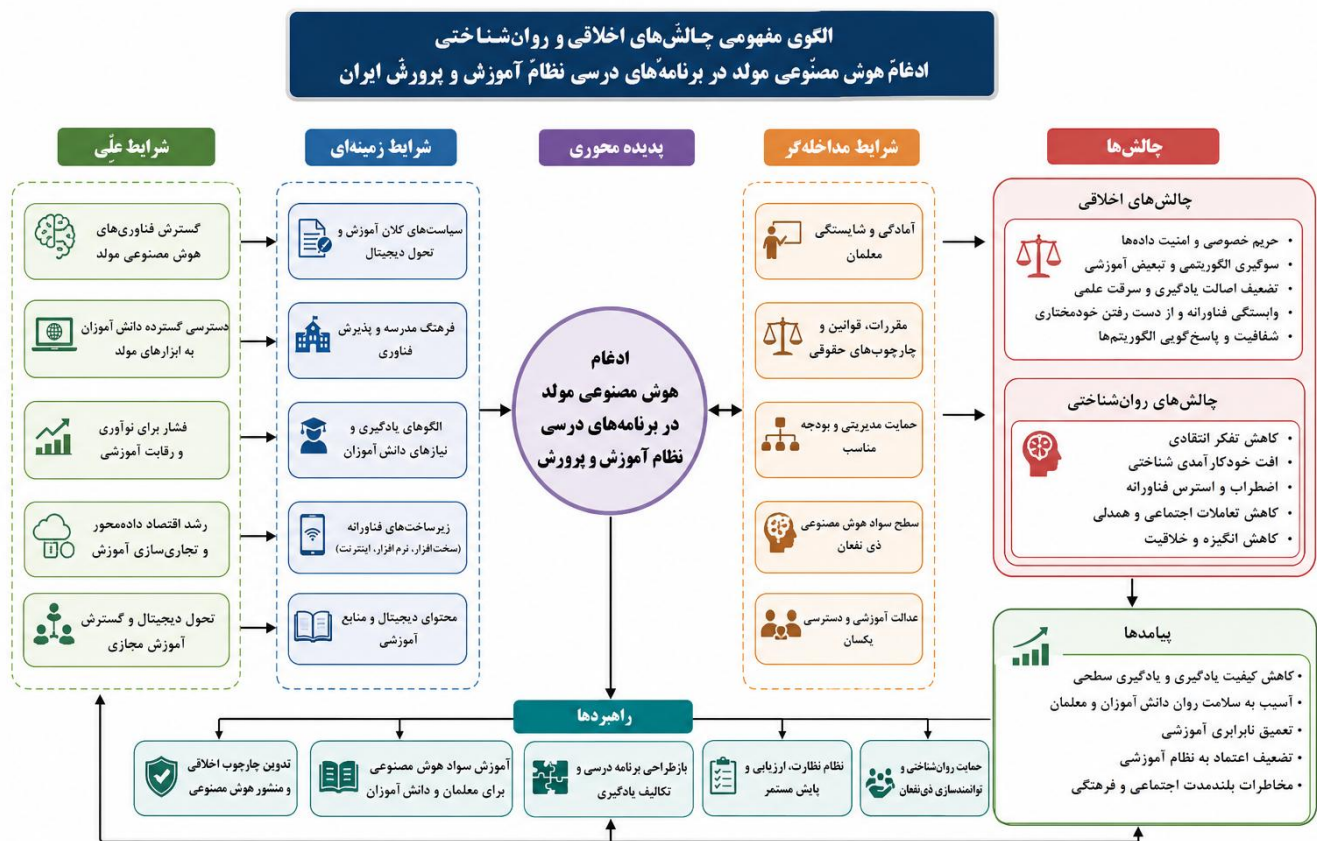 الگوی مفهومی چالش‌های اخلاقی و روان‌شناختی
ادغام هوش مصنوعی مولد در برنامه‌های درسی نظام آموزش و پرورش ایران
شرایط علّی
گسترش فناوری‌های
هوش مصنوعی مولد
دسترسی گسترده دانش آموزان
به ابزارهای مولد
فشار برای نوآوری
و رقابت آموزشی
رشد اقتصاد داده‌محور
و تجاری‌سازی آموزش
تحول دیجیتال و گسترش
آموزش مجازی
شرایط زمینه‌ای
سیاست‌های کلان آموزش و
تحول دیجیتال
فرهنگ مدرسه و پذیرش
فناوری
الگوهای یادگیری و
نیازهای دانش آموزان
زیرساخت‌های فناورانه
(سخت‌افزار، نرم افزار، اینترنت)
محتوای دیجیتال و منابع
آموزشی
پدیده محوری
ادغام
هوش مصنوعی مولد
در برنامه‌های درسی
نظام آموزش و پرورش
شرایط مداخله‌گر
آمادگی و شایستگی
معلمان
مقررات، قوانین و
چارچوب‌های حقوقی
حمایت مدیریتی و بودجه
مناسب
سطح سواد هوش مصنوعی
ذی نفعان
عدالت آموزشی و دسترسی
یکسان
چالش‌ها
چالش‌های اخلاقی
• حریم خصوصی و امنیت داده‌ها
• سوگیری الگوریتمی و تبعیض آموزشی
• تضعیف اصالت یادگیری و سرقت علمی
• وابستگی فناورانه و از دست رفتن خودمختاری
• شفافیت و پاسخ‌گویی الگوریتم‌ها
چالش‌های روان‌شناختی
• کاهش تفکر انتقادی
• افت خودکارآمدی شناختی
• اضطراب و استرس فناورانه
• کاهش تعاملات اجتماعی و همدلی
• کاهش انگیزه و خلاقیت
پیامدها
• کاهش کیفیت یادگیری و یادگیری سطحی
• آسیب به سلامت روان دانش آموزان و معلمان
• تعمیق نابرابری آموزشی
• تضعیف اعتماد به نظام آموزشی
• مخاطرات بلندمدت اجتماعی و فرهنگی
راهبردها
حمایت روان‌شناختی و
توانمندسازی ذی‌نفعان
نظام نظارت، ارزیابی و
پایش مستمر
بازطراحی برنامه درسی و
تکالیف یادگیری
آموزش سواد هوش مصنوعی
برای معلمان و دانش آموزان
تدوین چارچوب اخلاقی
و منشور هوش مصنوعی